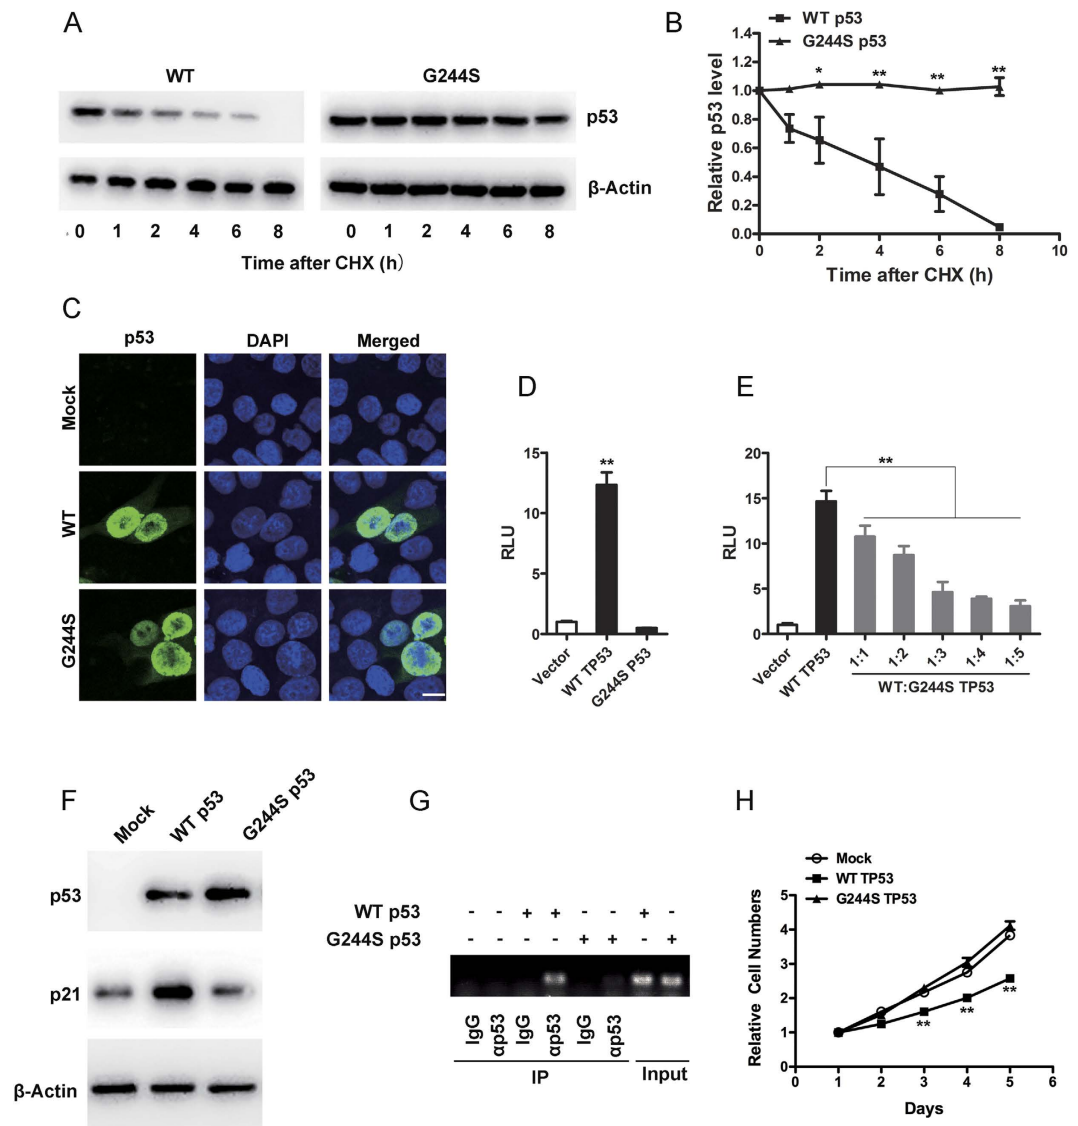 A
WT
G244S
p53
β-Actin
0 1 2 4 6 8
0 1 2 4 6 8
Time after CHX (h)
B
WT p53
G244S p53
1.4
1.2
1.0
0.8
0.6
0.4
0.2
0.0
* ** ** **
0 2 4 6 8 10
Relative p53 level
Time after CHX (h)
C
p53 DAPI Merged
Mock
WT
G244S
D
15
10
5
0
**
RLU
Vector
WT TP53
G244S P53
E
20
15
10
5
0
**
RLU
Vector
WT TP53
1:1
1:2
1:3
1:4
1:5
WT:G244S TP53
F
Mock
WT p53
G244S p53
p53
p21
β-Actin
G
WT p53 - - + + - - + -
G244S p53 - - - - + + - +
IgG
αp53
IgG
αp53
IgG
αp53
IP
Input
H
Mock
WT TP53
G244S TP53
5
4
3
2
1
0
** ** **
0 1 2 3 4 5 6
Relative Cell Numbers
Days